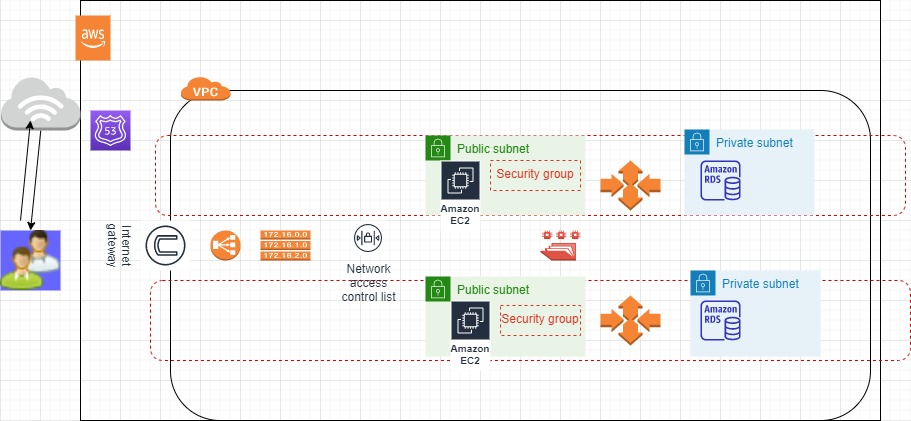 aws
VPC
53
Public subnet
Private subnet
Security group
Amazon
RDS
Amazon
EC2
Internet
gateway
172.16.0.0
172.16.1.0
172.16.2.0
Network
access
control list
Public subnet
Private subnet
Security group
Amazon
RDS
Amazon
EC2